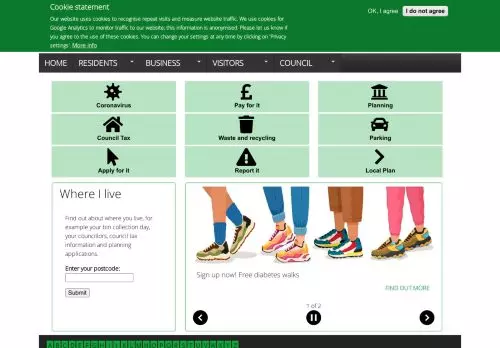 Cookie statement
Our website uses cookies to recognise repeat visits and measure website traffic. We use cookies for
Google Analytics to monitor traffic to our website, this information is anonymised. Please let us know if
you agree to the use of these cookies. You can change your settings at any time by clicking on 'Privacy
settings'. More info
OK, I agree
I do not agree
HOME RESIDENTS BUSINESS VISITORS COUNCIL
Coronavirus
Pay for it
Planning
Council Tax
Waste and recycling
Parking
Apply for it
Report it
Local Plan
Where I live
Find out about where you live, for
example your bin collection day,
your councillors, council tax
information and planning
applications.
Enter your postcode:
Submit
Sign up now! Free diabetes walks
FIND OUT MORE
? of 2
A B C D E F G H I J K L M N O P Q R S T U V W X Y Z